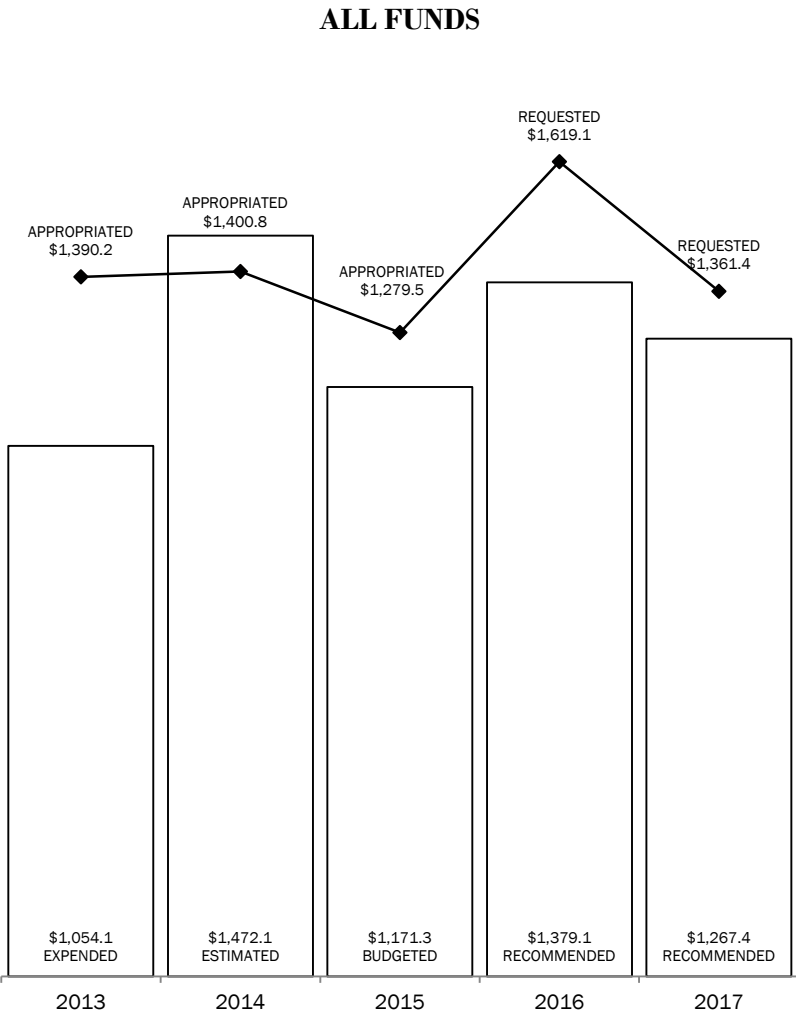 ALL FUNDS
REQUESTED
$1,619.1
APPROPRIATED
$1,400.8
APPROPRIATED
$1,390.2
REQUESTED
$1,361.4
APPROPRIATED
$1,279.5
$1,054.1
EXPENDED
$1,472.1
ESTIMATED
$1,171.3
BUDGETED
$1,379.1
RECOMMENDED
$1,267.4
RECOMMENDED
2013
2014
2015
2016
2017